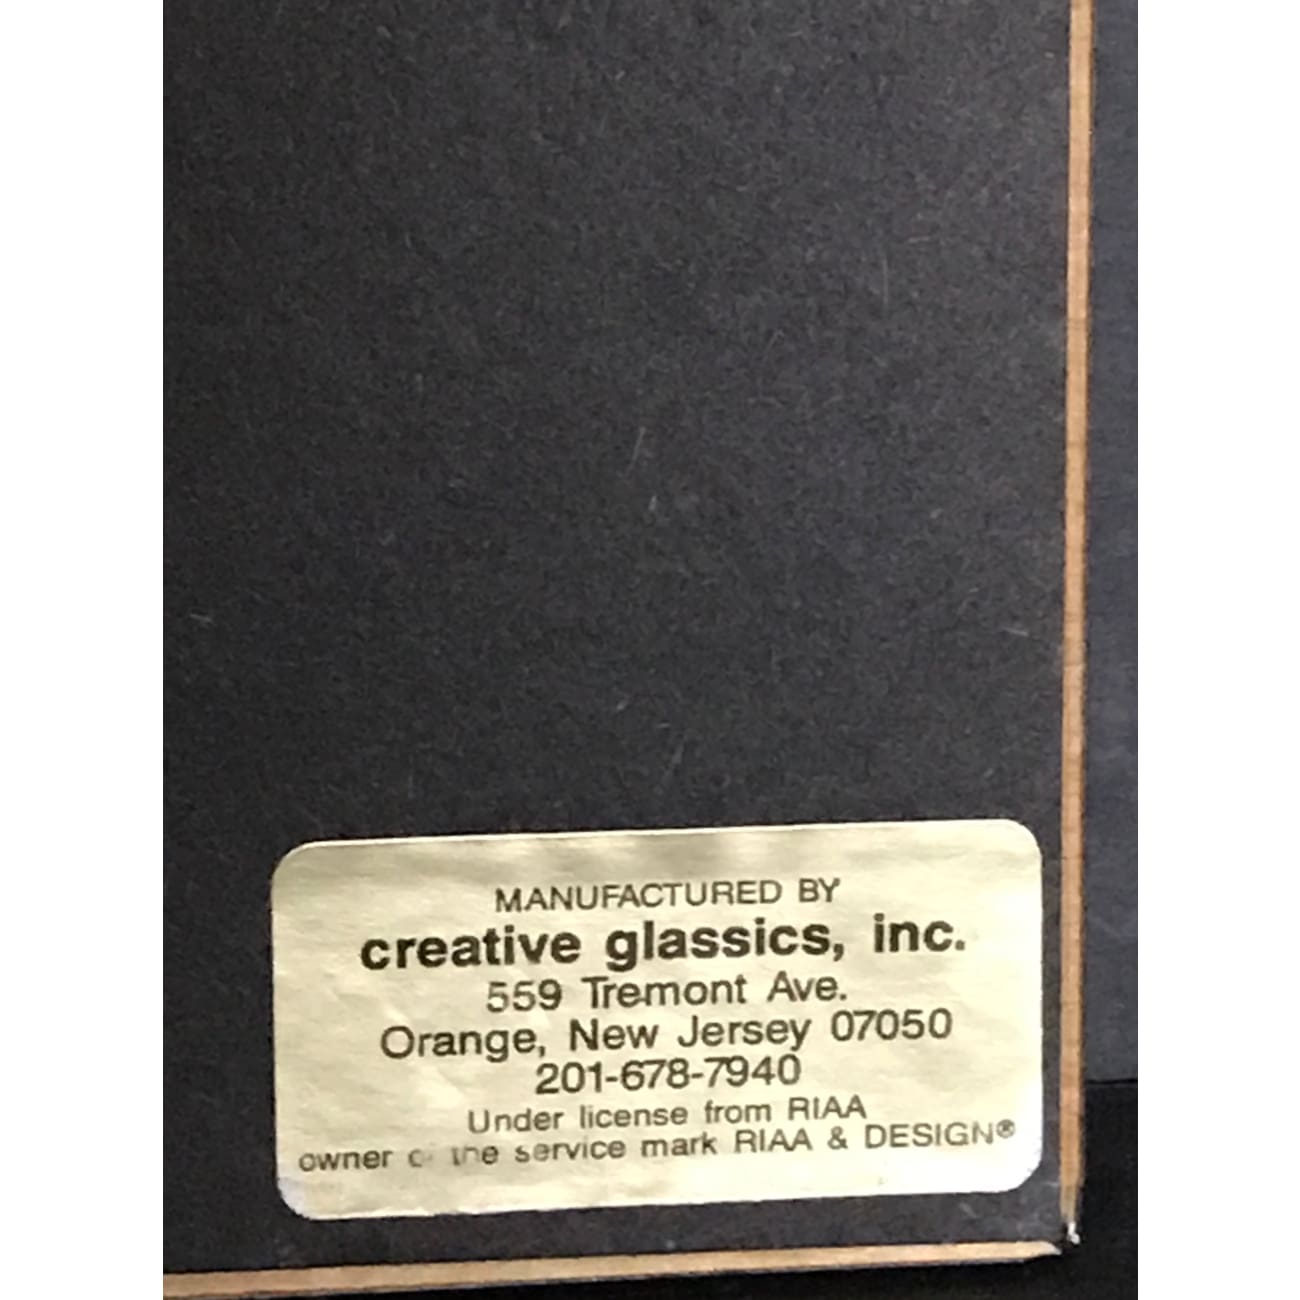 MANUFACTURED BY
creative glassics, inc.
559 Tremont Ave.
Orange, New Jersey 07050
201-678-7940
Under license from RIAA
owner of the service mark RIAA & DESIGN®